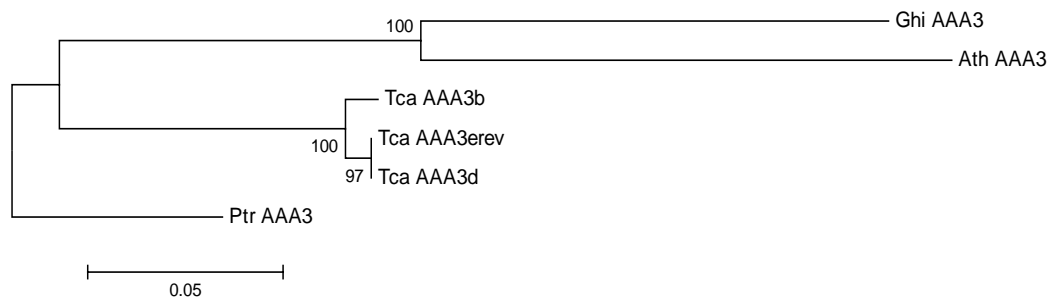 100
Ghi AAA3
Ath AAA3
Tca AAA3b
100
Tca AAA3erev
97
Tca AAA3d
Ptr AAA3
0.05